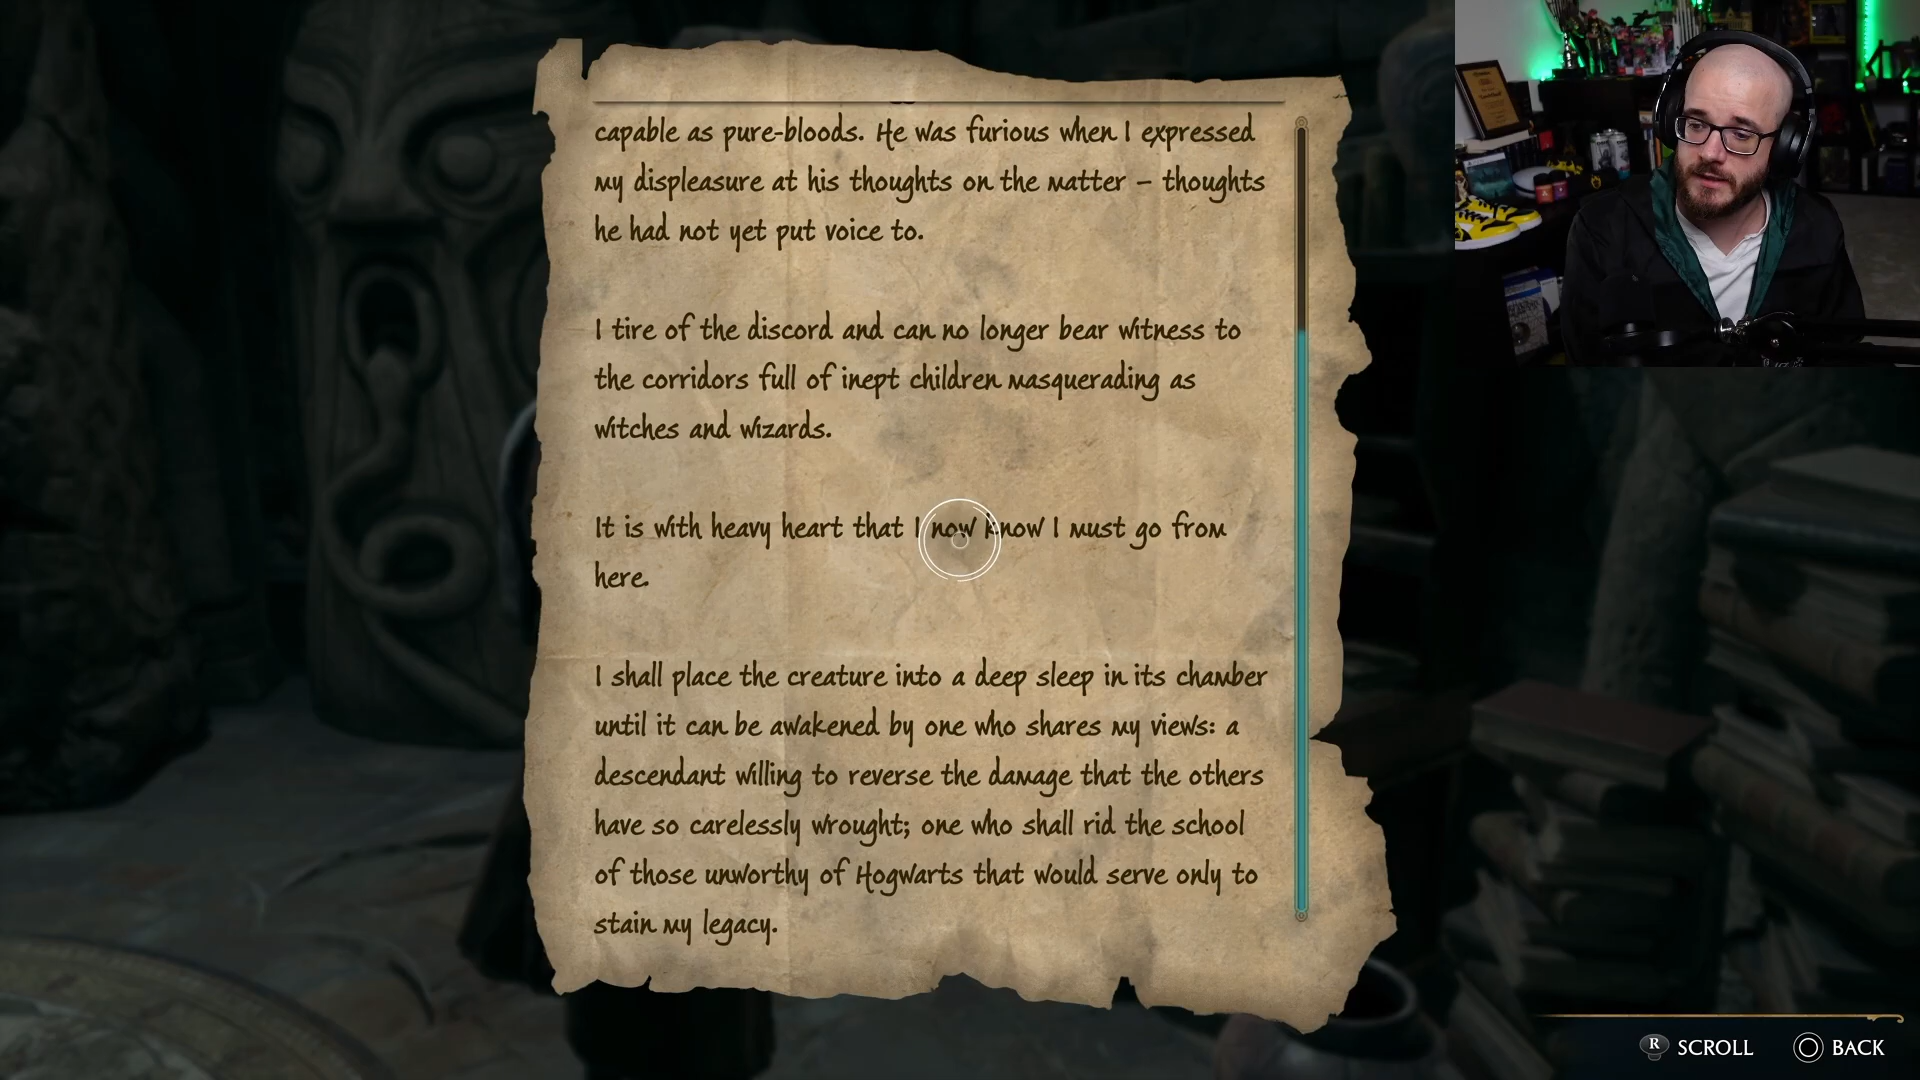 capable as pure-bloods. He was furious when I expressed
my displeasure at his thoughts on the matter – thoughts
he had not yet put voice to.
I tire of the discord and can no longer bear witness to
the corridors full of inept children masquerading as
witches and wizards.
It is with heavy heart that I now know I must go from
here.
I shall place the creature into a deep sleep in its chamber
until it can be awakened by one who shares my views: a
descendant willing to reverse the damage that the others
have so carelessly wrought; one who shall rid the school
of those unworthy of Hogwarts that would serve only to
stain my legacy.
R SCROLL BACK